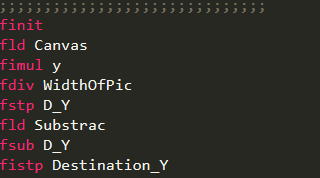 ;;;;;;;;;;;;;;;;;;;;;;;;;;;;;;
finit
fld Canvas
fimul y
fdiv WidthOfPic
fstp D_Y
fld Substrac
fsub D_Y
fistp Destination_Y